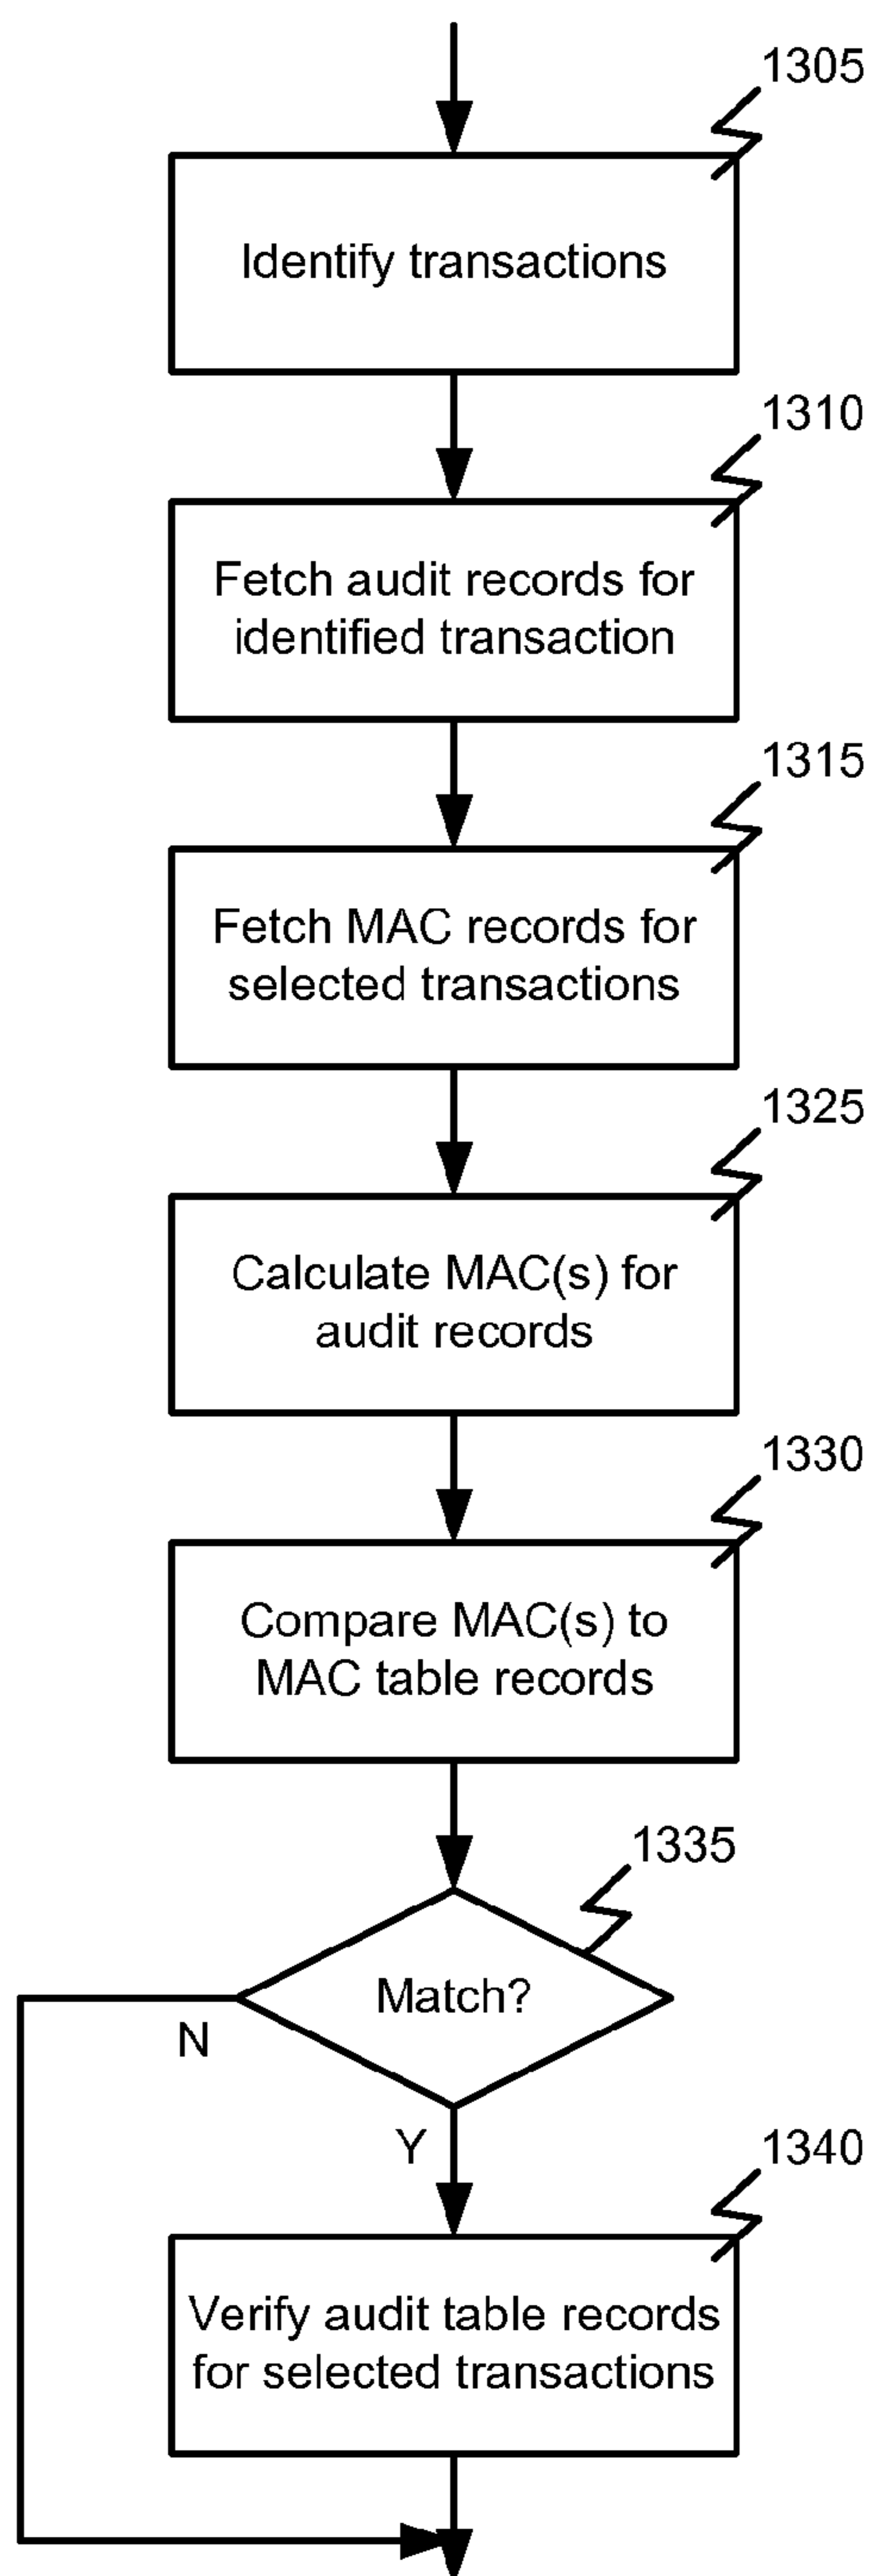 1305
Identify transactions
1310
Fetch audit records for
identified transaction
1315
Fetch MAC records for
selected transactions
1325
Calculate MAC(s) for
audit records
1330
Compare MAC(s) to
MAC table records
1335
Match?
N
Y
1340
Verify audit table records
for selected transactions